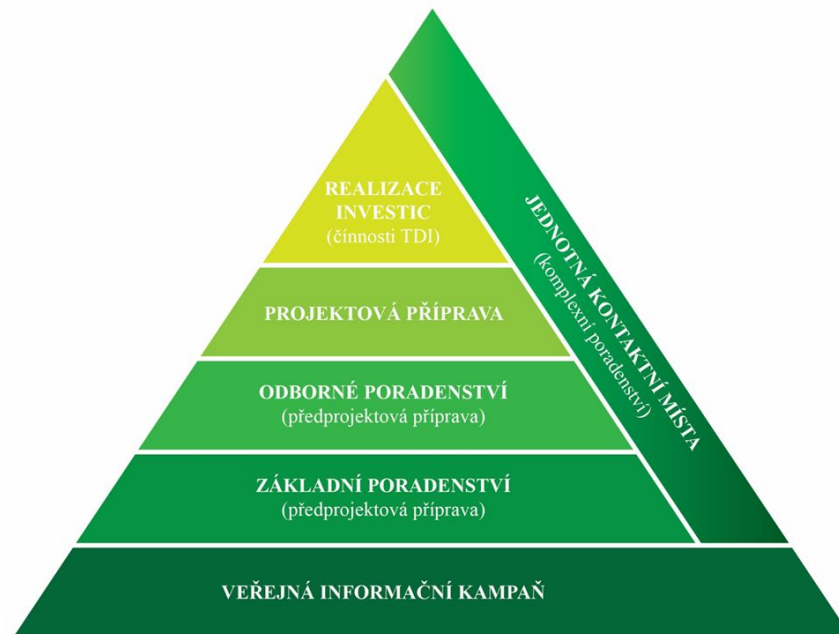 REALIZACE
INVESTIC
(čínnosti TDI)
PROJEKTOVÁ PŘÍPRAVA
ODBORNÉ PORADENSTVÍ
(předprojektová příprava)
ZÁKLADNÍ PORADENSTVÍ
(předprojektová příprava)
VEŘEJNÁ INFORMAČNÍ KAMPAŇ
JEDNOTNÁ KONTAKTNÍ MÍSTA
(komplexní poradenství)